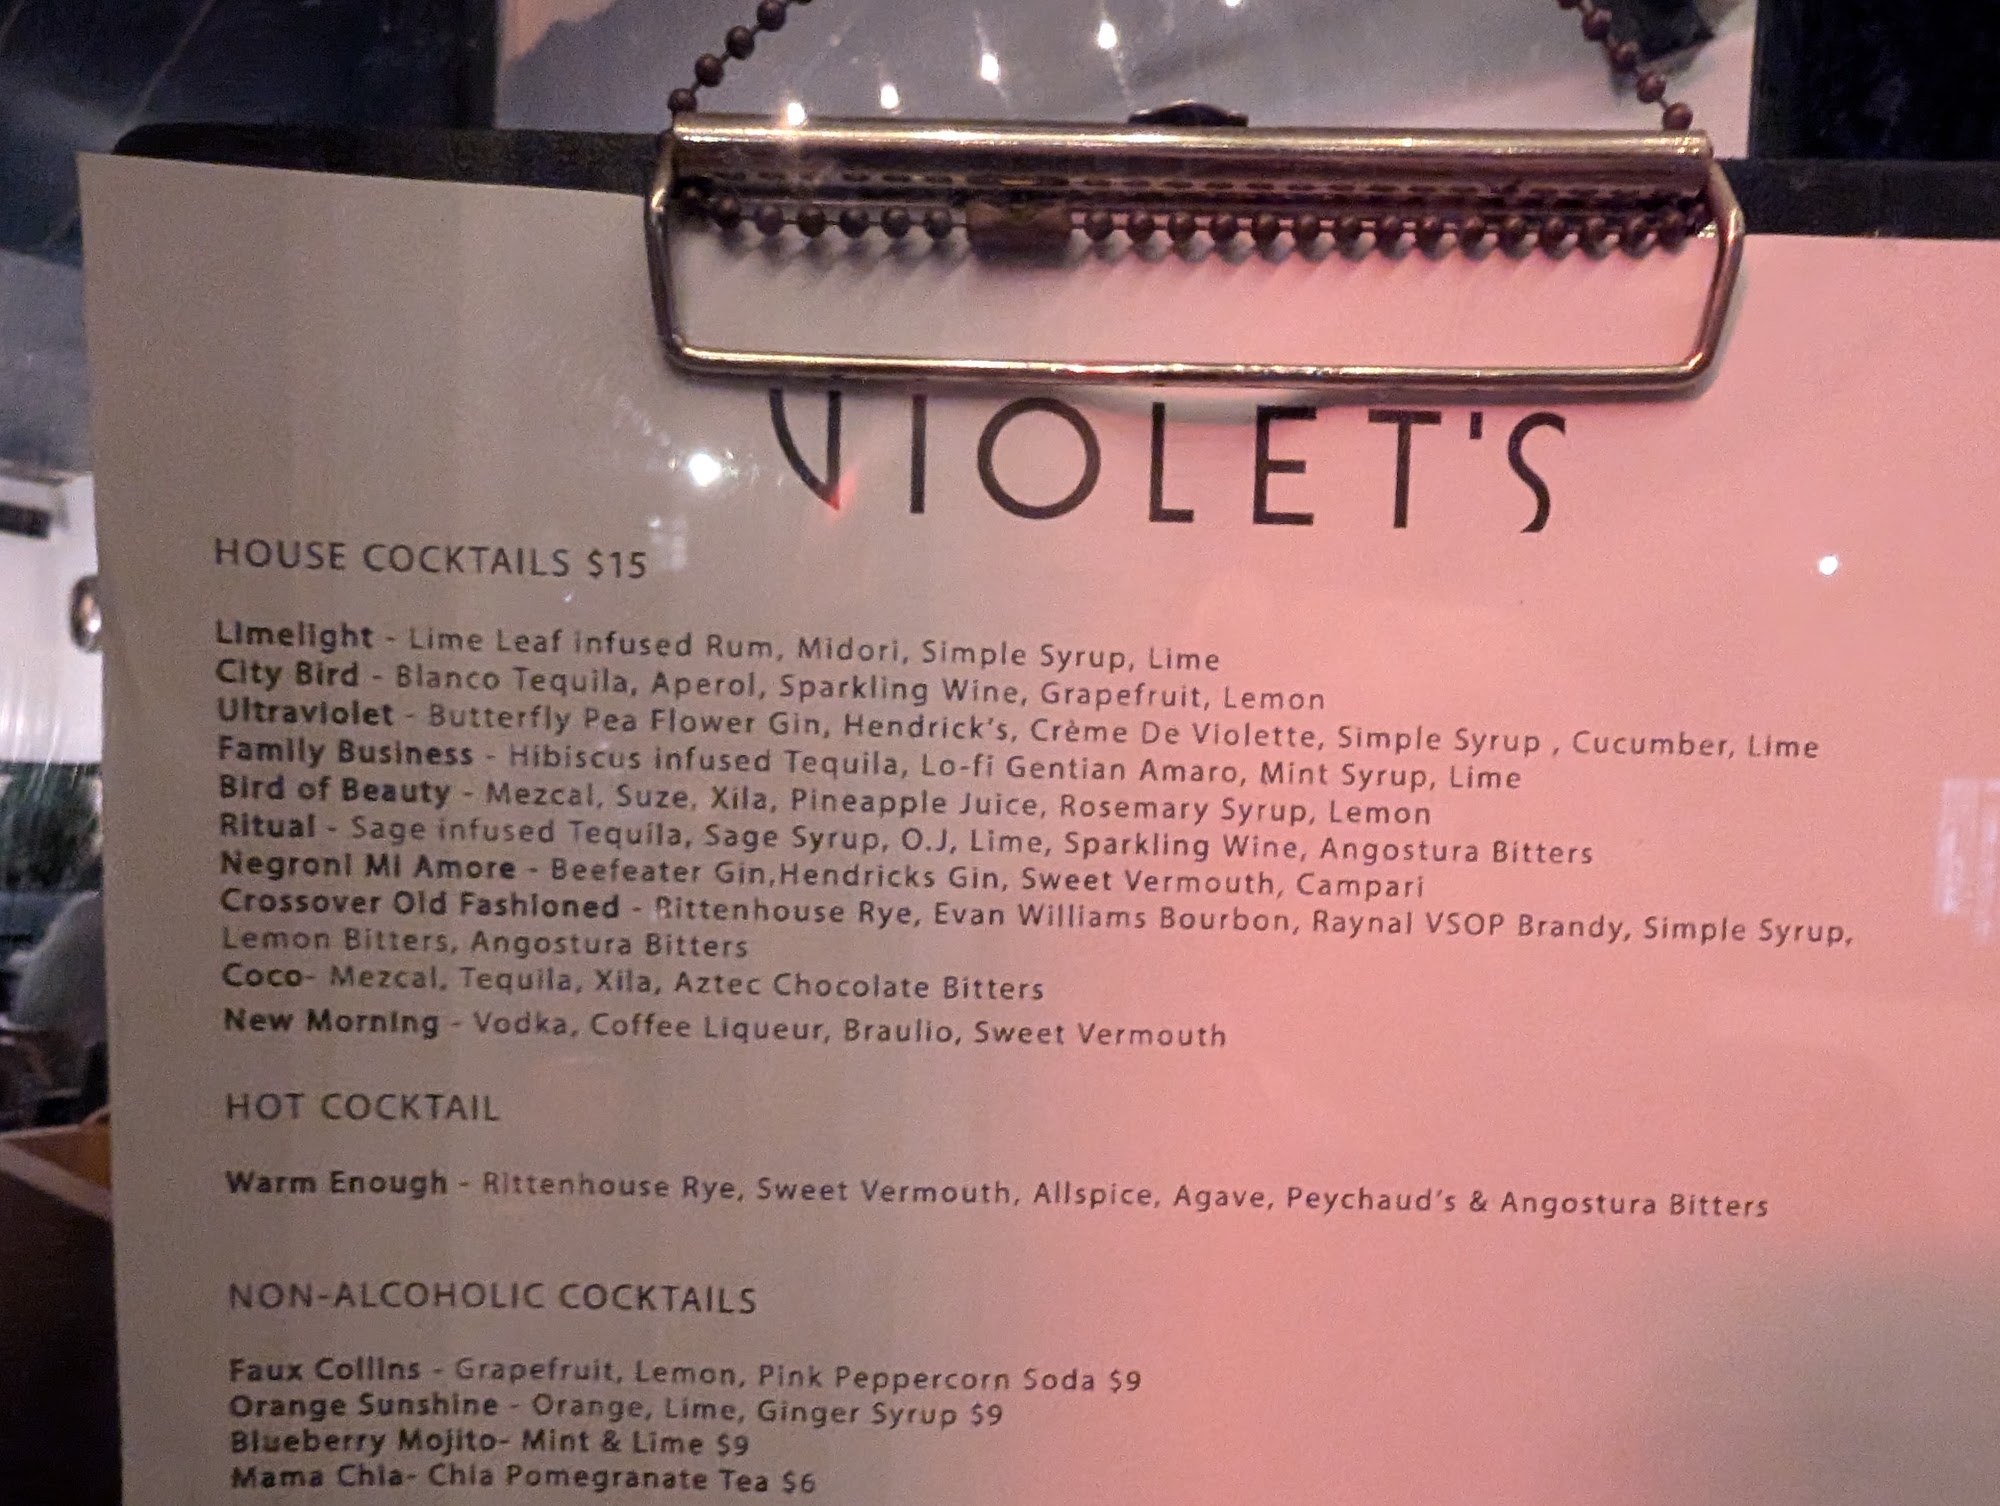 VIOLET'S
HOUSE COCKTAILS $15
Limelight - Lime Leaf infused Rum, Midori, Simple Syrup, Lime
City Bird - Blanco Tequila, Aperol, Sparkling Wine, Grapefruit, Lemon
Ultraviolet - Butterfly Pea Flower Gin, Hendrick's, Crème De Violette, Simple Syrup , Cucumber, Lime
Family Business - Hibiscus infused Tequila, Lo-fi Gentian Amaro, Mint Syrup, Lime
Bird of Beauty - Mezcal, Suze, Xila, Pineapple Juice, Rosemary Syrup, Lemon
Ritual - Sage infused Tequila, Sage Syrup, O.J, Lime, Sparkling Wine, Angostura Bitters
Negroni Mi Amore - Beefeater Gin,Hendricks Gin, Sweet Vermouth, Campari
Crossover Old Fashioned - Rittenhouse Rye, Evan Williams Bourbon, Raynal VSOP Brandy, Simple Syrup,
Lemon Bitters, Angostura Bitters
Coco- Mezcal, Tequila, Xila, Aztec Chocolate Bitters
New Morning - Vodka, Coffee Liqueur, Braulio, Sweet Vermouth
HOT COCKTAIL
Warm Enough - Rittenhouse Rye, Sweet Vermouth, Allspice, Agave, Peychaud's & Angostura Bitters
NON-ALCOHOLIC COCKTAILS
Faux Collins - Grapefruit, Lemon, Pink Peppercorn Soda $9
Orange Sunshine - Orange, Lime, Ginger Syrup $9
Blueberry Mojito- Mint & Lime $9
Mama Chia- Chia Pomegranate Tea $6